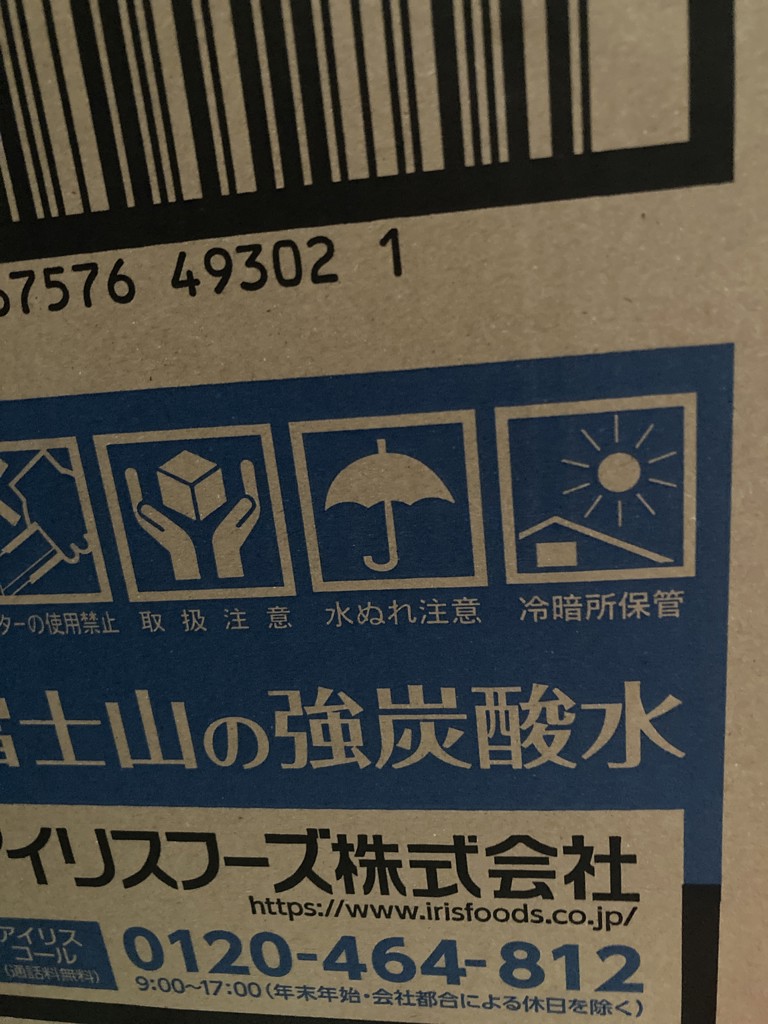 67576 49302 1
ターの使用禁止 取扱注意 水ぬれ注意 冷暗所保管
富士山の強炭酸水
アイリスフーズ株式会社
https://www.irisfoods.co.jp/
アイリス
コール
(通話料無料)
0120-464-812
9:00〜17:00(年末年始・会社都合による休日を除く)